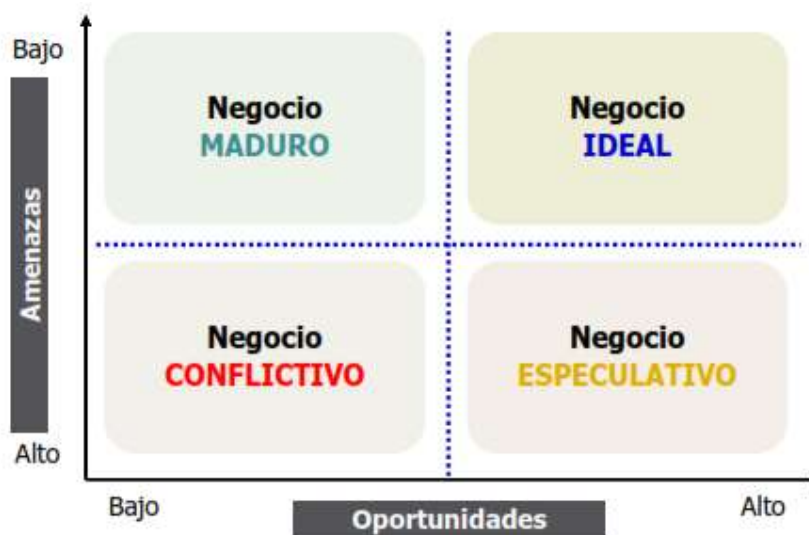 Bajo
Negocio
MADURO
Negocio
IDEAL
Amenazas
Negocio
CONFLICTIVO
Negocio
ESPECULATIVO
Alto
Bajo
Oportunidades
Alto